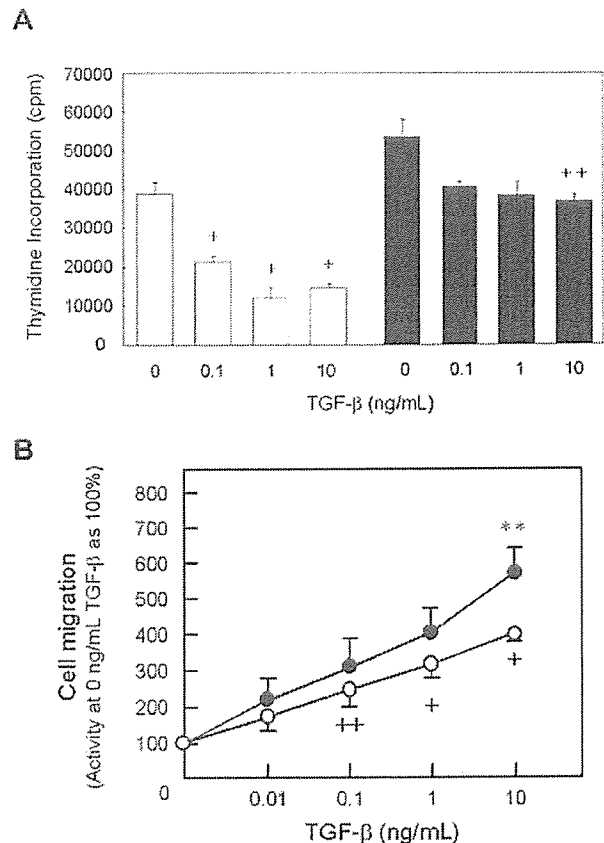 A
Thymidine Incorporation (cpm)
70000
60000
50000
40000
30000
20000
10000
0
+
+
+
++
0 0.1 1 10 0 0.1 1 10
TGF-β (ng/mL)
B
Cell migration
(Activity at 0 ng/mL TGF-β as 100%)
800
700
600
500
400
300
200
100
0
**
++
+
+
0.01 0.1 1 10
TGF-β (ng/mL)